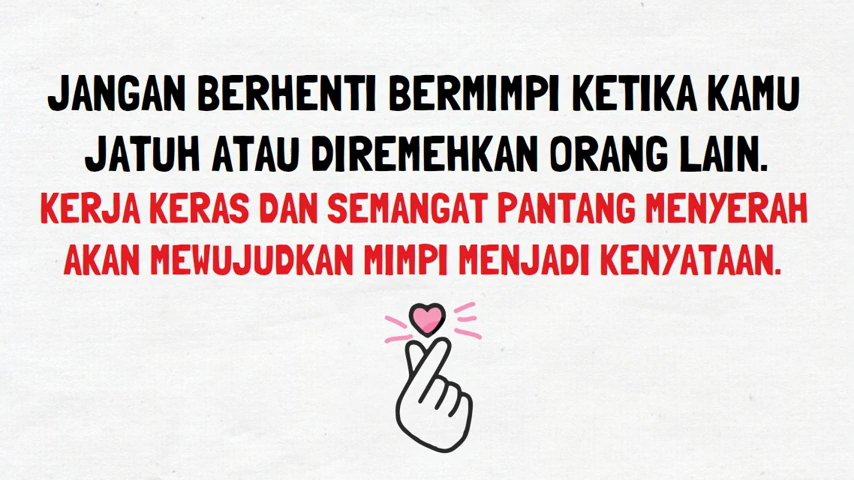 JANGAN BERHENTI BERMIMPI KETIKA KAMU
JATUH ATAU DIREMEHKAN ORANG LAIN.
KERJA KERAS DAN SEMANGAT PANTANG MENYERAH
AKAN MEWUJUDKAN MIMPI MENJADI KENYATAAN.